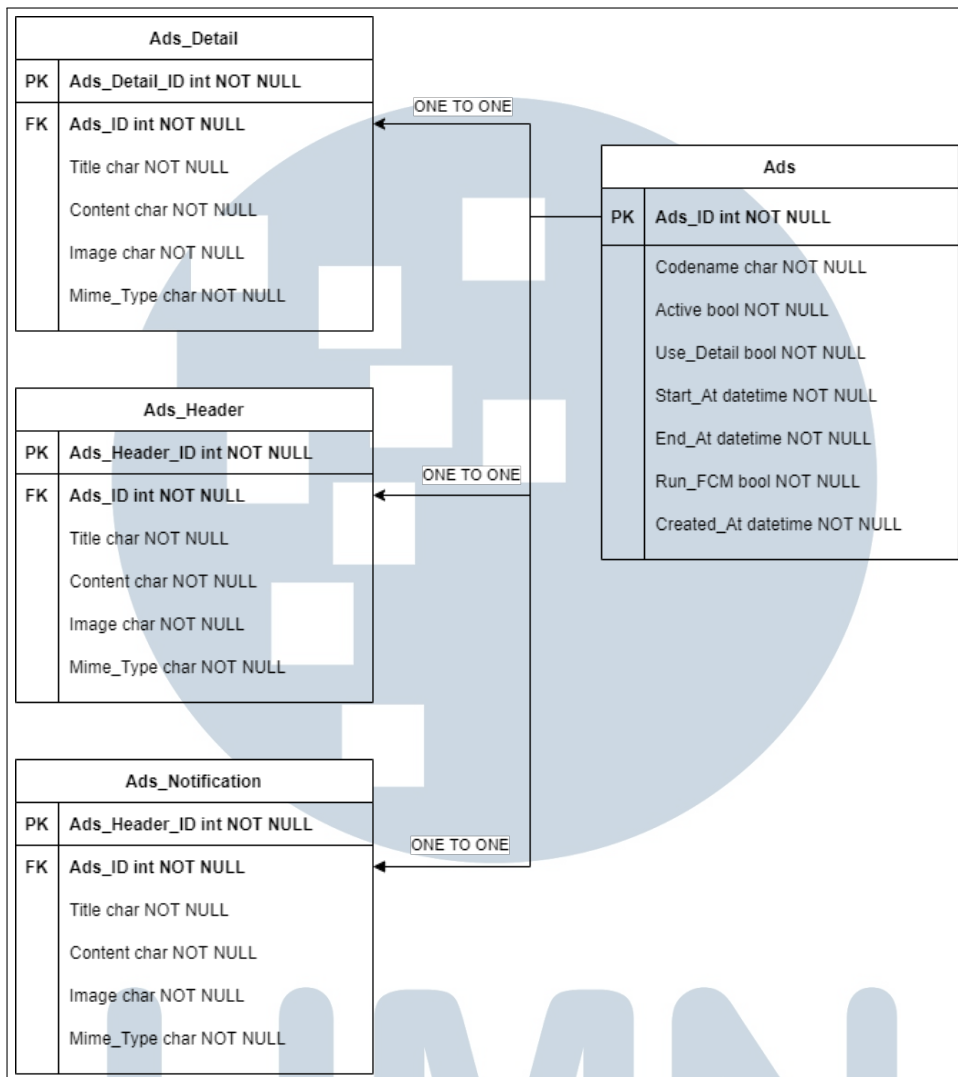 Ads_Detail
PK Ads_Detail_ID int NOT NULL
FK Ads_ID int NOT NULL
Title char NOT NULL
Content char NOT NULL
Image char NOT NULL
Mime_Type char NOT NULL
ONE TO ONE
Ads
PK Ads_ID int NOT NULL
Codename char NOT NULL
Active bool NOT NULL
Use_Detail bool NOT NULL
Start_At datetime NOT NULL
End_At datetime NOT NULL
Run_FCM bool NOT NULL
Created_At datetime NOT NULL
Ads_Header
PK Ads_Header_ID int NOT NULL
FK Ads_ID int NOT NULL
Title char NOT NULL
Content char NOT NULL
Image char NOT NULL
Mime_Type char NOT NULL
ONE TO ONE
Ads_Notification
PK Ads_Header_ID int NOT NULL
FK Ads_ID int NOT NULL
Title char NOT NULL
Content char NOT NULL
Image char NOT NULL
Mime_Type char NOT NULL
ONE TO ONE
UMN